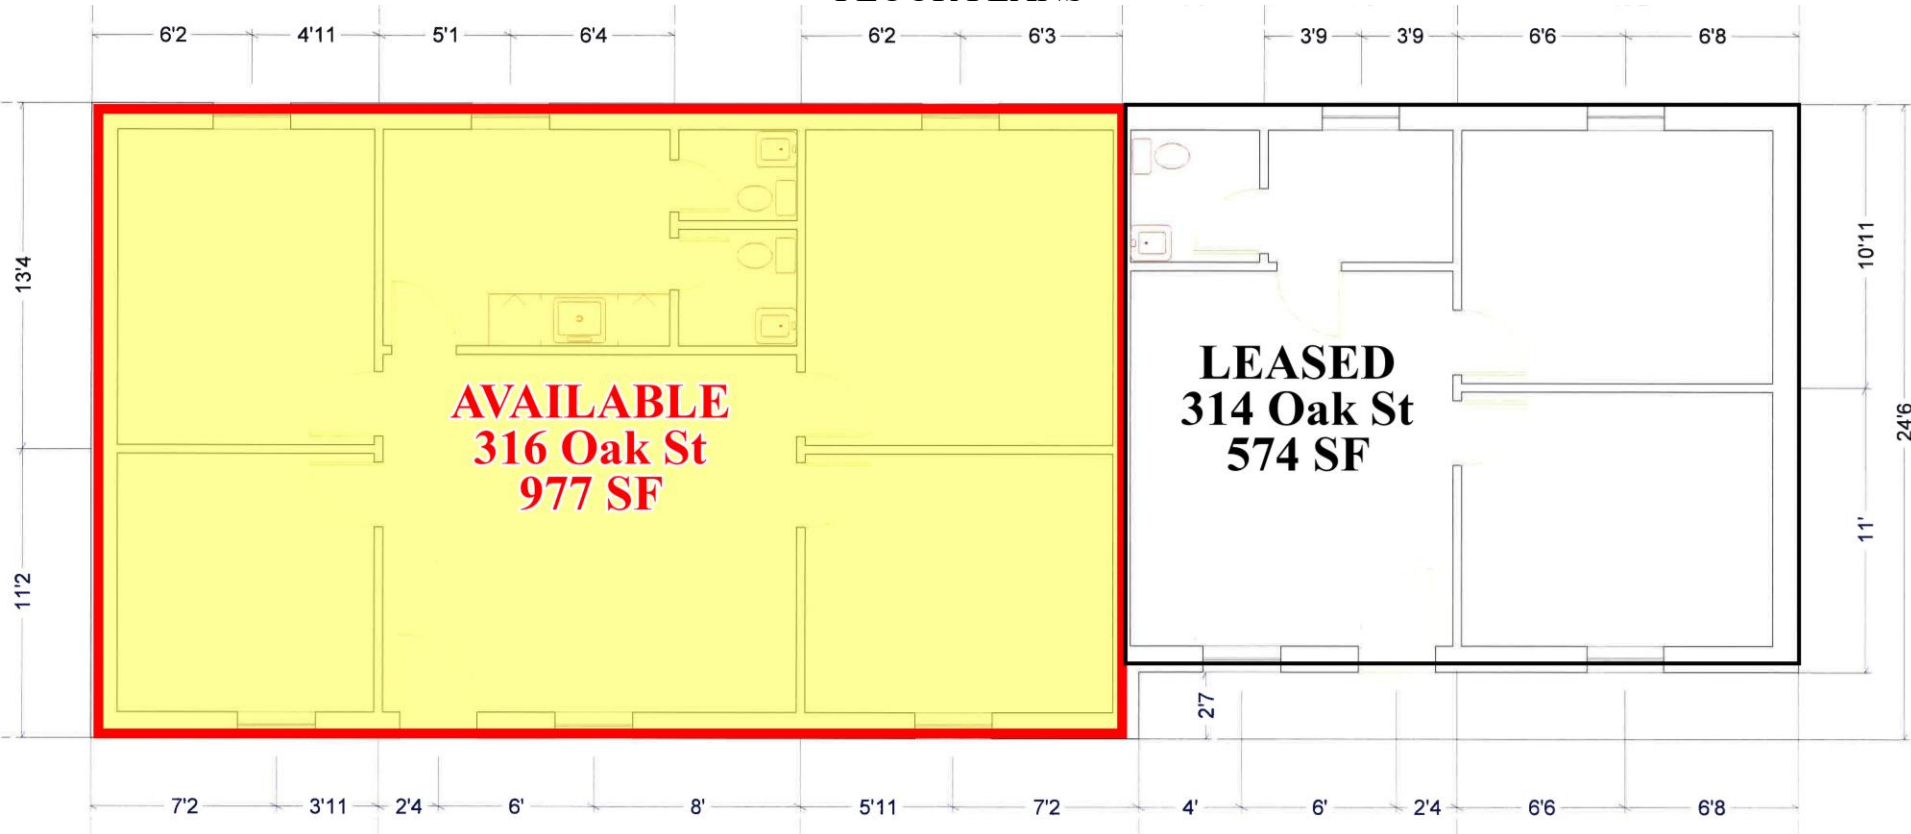 6'2 4'11 5'1 6'4 6'2 6'3 3'9 3'9 6'6 6'8
13'4
11'2
AVAILABLE
316 Oak St
977 SF
LEASED
314 Oak St
574 SF
10'11
11'
24'6
2'7
7'2 3'11 2'4 6' 8' 5'11 7'2 4' 6' 2'4 6'6 6'8